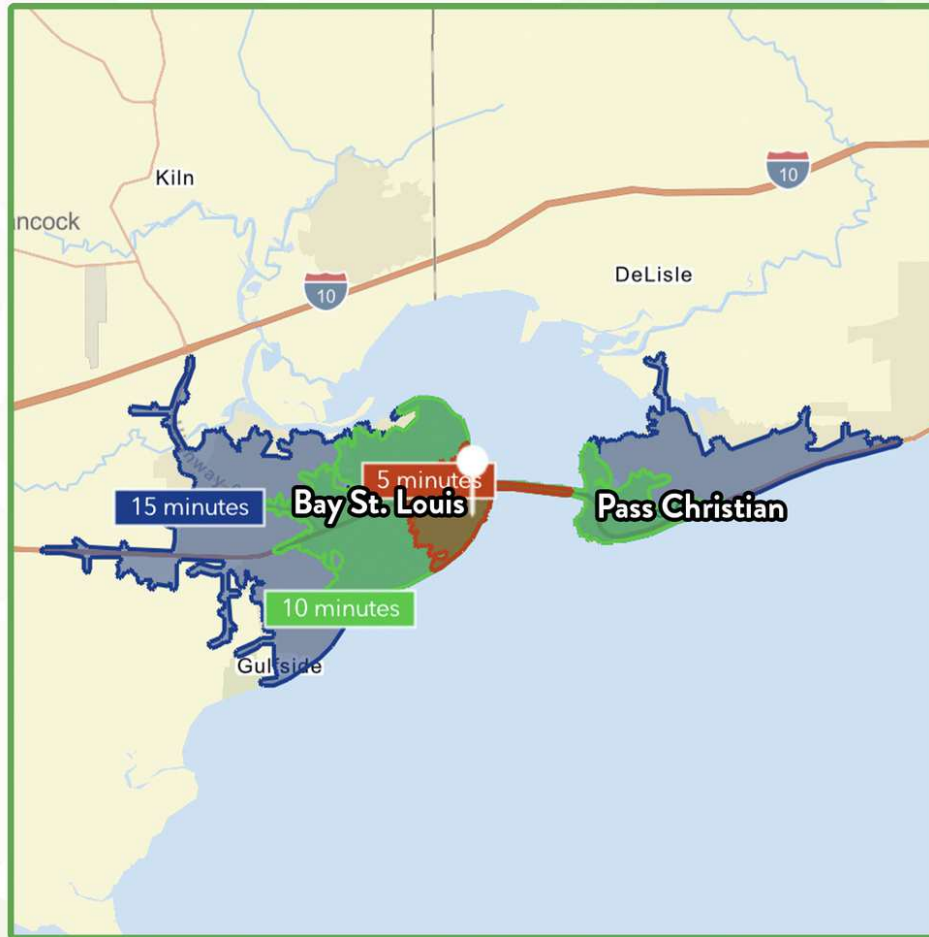 Kiln
10
ncock
DeLisle
10
5 minutes
15 minutes
Bay St. Louis
Pass Christian
10 minutes
Gulfside